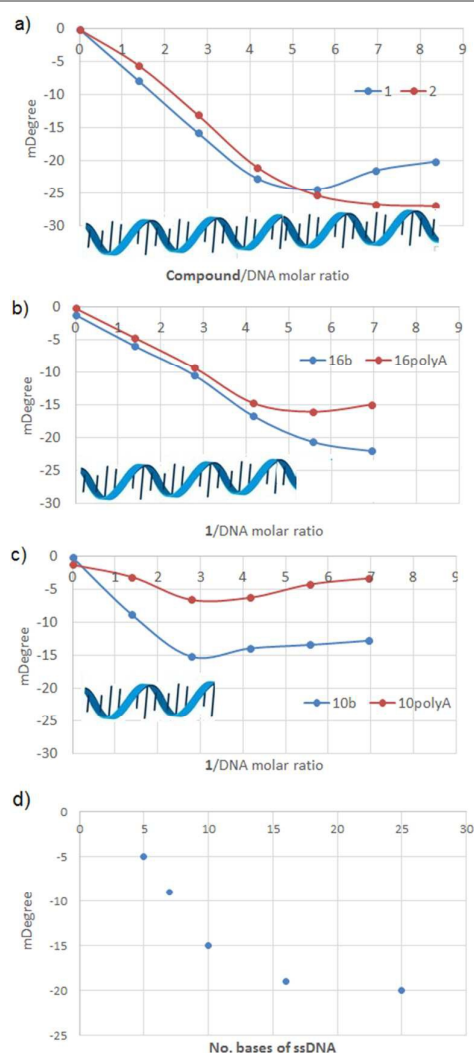 a)
0
0 1 2 3 4 5 6 7 8 9
-5
1 2
-10
mDegree
-15
-20
-25
-30
Compound/DNA molar ratio
b)
0
0 1 2 3 4 5 6 7 8 9
-5
16b 16polyA
-10
mDegree
-15
-20
-25
-30
1/DNA molar ratio
c)
0
0 1 2 3 4 5 6 7 8 9
-5
-10
mDegree
-15
-20
10b 10polyA
-25
-30
1/DNA molar ratio
d)
0
0 5 10 15 20 25 30
-5
mDegree
-10
-15
-20
-25
No. bases of ssDNA